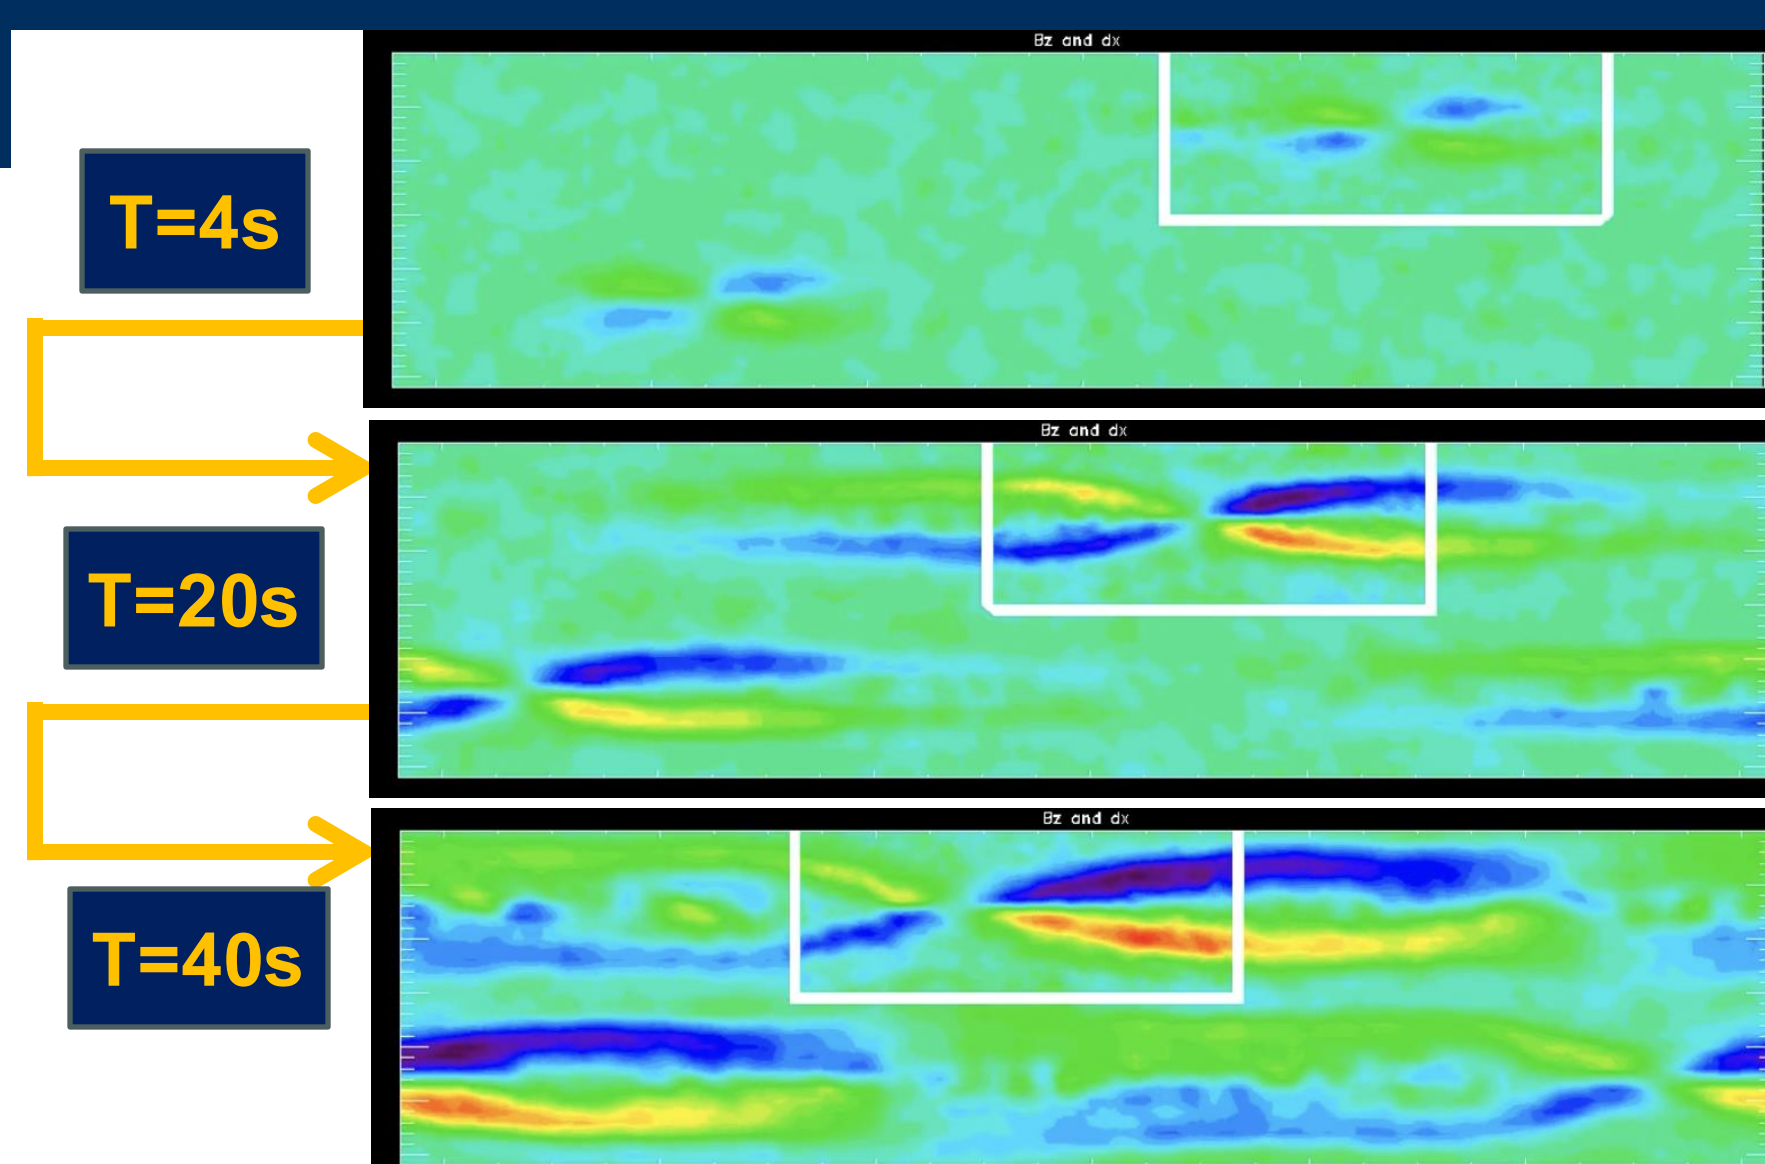 Bz and dx
T=4s
Bz and dx
T=20s
Bz and dx
T=40s